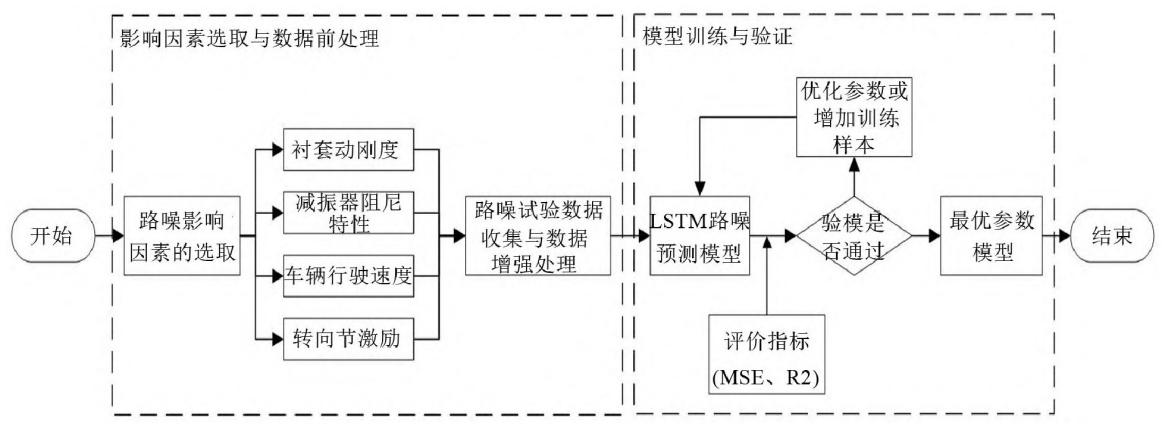 影响因素选取与数据前处理
模型训练与验证
开始
路噪影响
因素的选取
衬套动刚度
减振器阻尼
特性
车辆行驶速度
转向节激励
路噪试验数据
收集与数据
增强处理
LSTM路噪
预测模型
优化参数或
增加训练
样本
验模是
否通过
评价指标
(MSE、R2)
最优参数
模型
结束